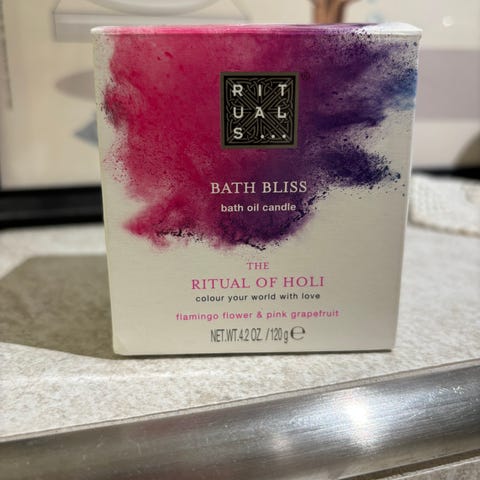 RIT
UAL
S...
®
BATH BLISS
bath oil candle
THE
RITUAL OF HOLI
colour your world with love
flamingo flower & pink grapefruit
NET.WT.4.2 OZ. / 120 g ℮